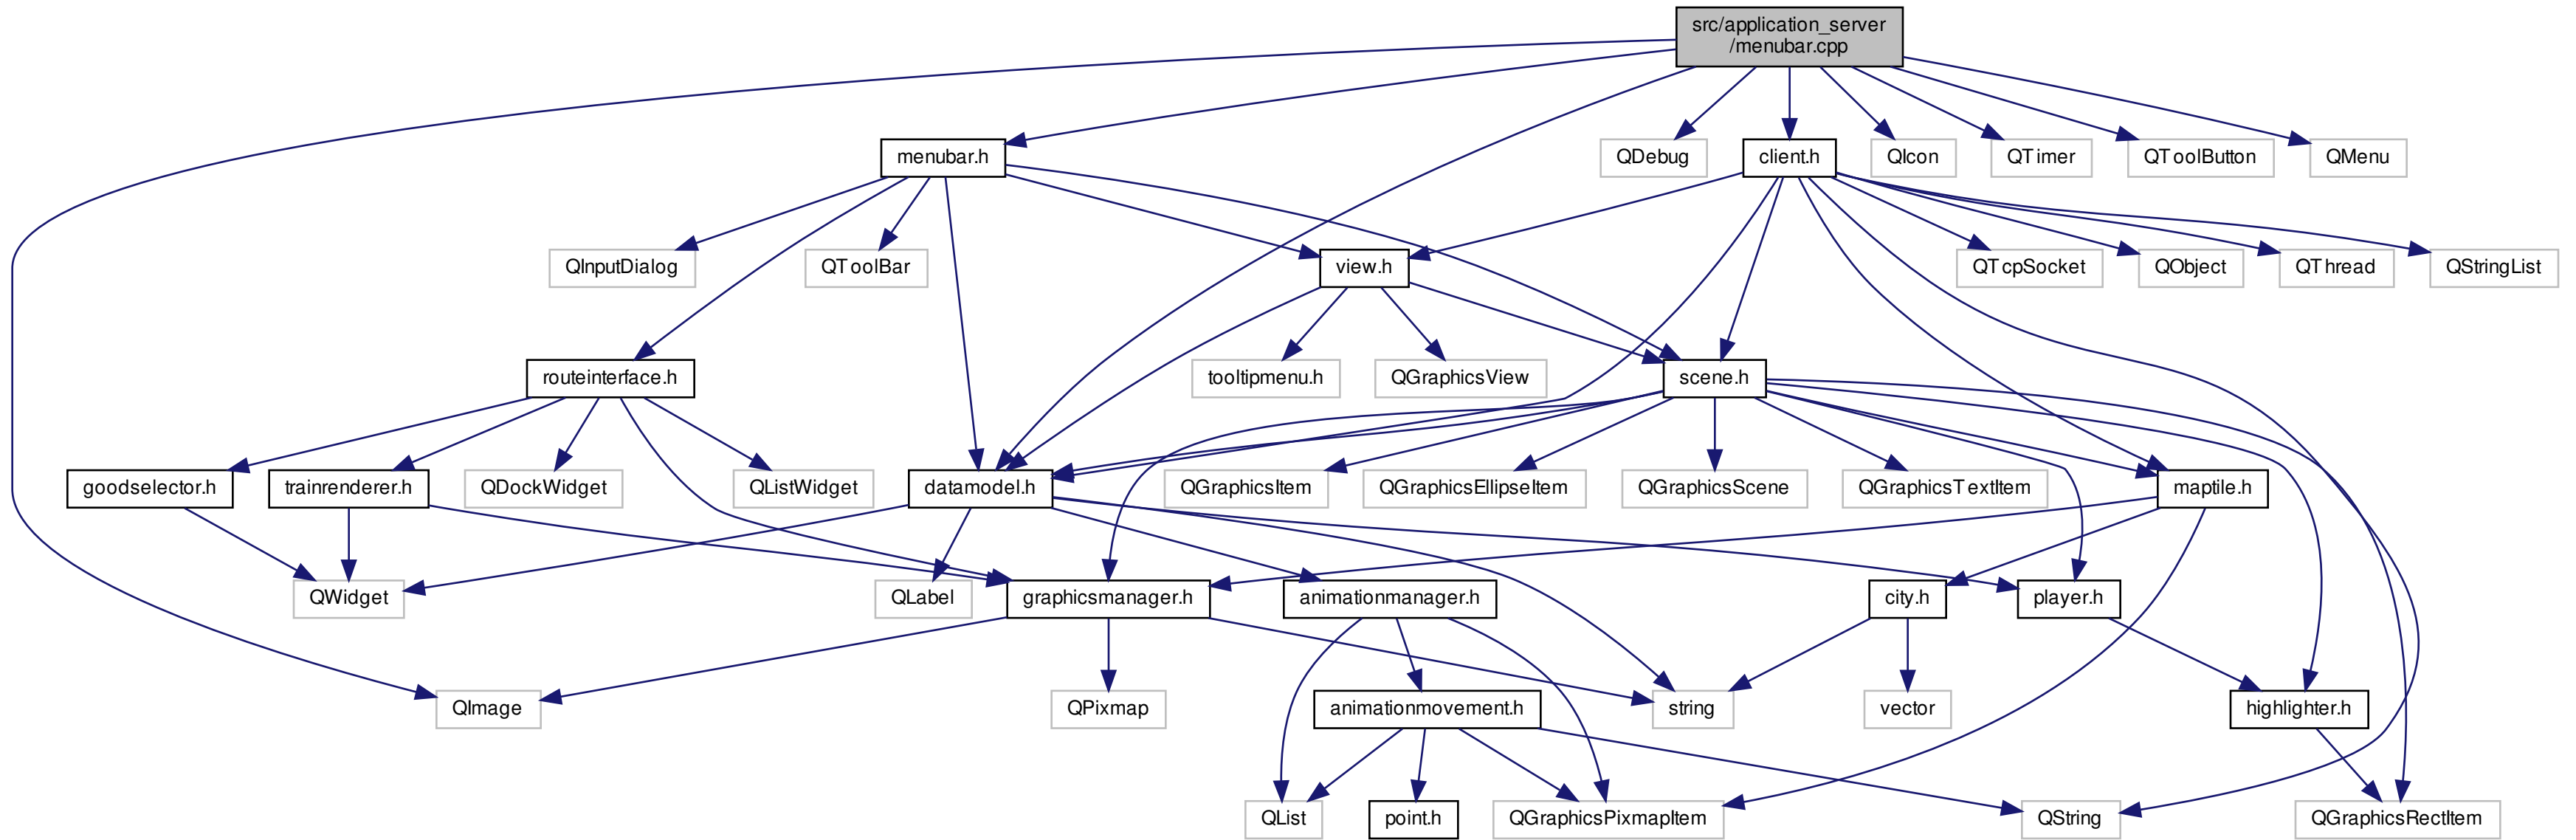 src/application_server
/menubar.cpp
menubar.h
QDebug
client.h
QIcon
QTimer
QToolButton
QMenu
QInputDialog
QToolBar
view.h
QTcpSocket
QObject
QThread
QStringList
routeinterface.h
tooltipmenu.h
QGraphicsView
scene.h
goodselector.h
trainrenderer.h
QDockWidget
QListWidget
datamodel.h
QGraphicsItem
QGraphicsEllipseItem
QGraphicsScene
QGraphicsTextItem
maptile.h
QWidget
QLabel
graphicsmanager.h
animationmanager.h
city.h
player.h
QImage
QPixmap
animationmovement.h
string
vector
highlighter.h
QList
point.h
QGraphicsPixmapItem
QString
QGraphicsRectItem